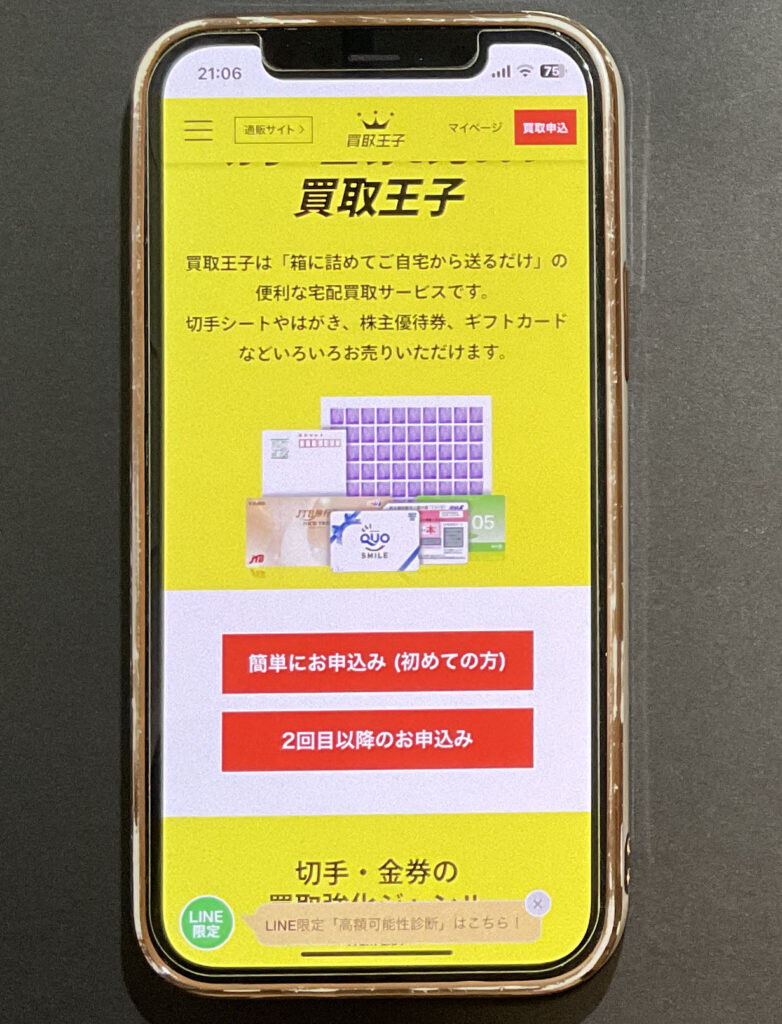 21:06
75
通販サイト
買取王子
マイページ
買取申込
買取王子
買取王子は「箱に詰めてご自宅から送るだけ」の
便利な宅配買取サービスです。
切手シートやはがき、株主優待券、ギフトカード
などいろいろお売りいただけます。
JTB
QUO
SMILE
05
簡単にお申込み (初めての方)
2回目以降のお申込み
切手・金券の
LINE
限定
LINE限定「高額可能性診断」はこちら！